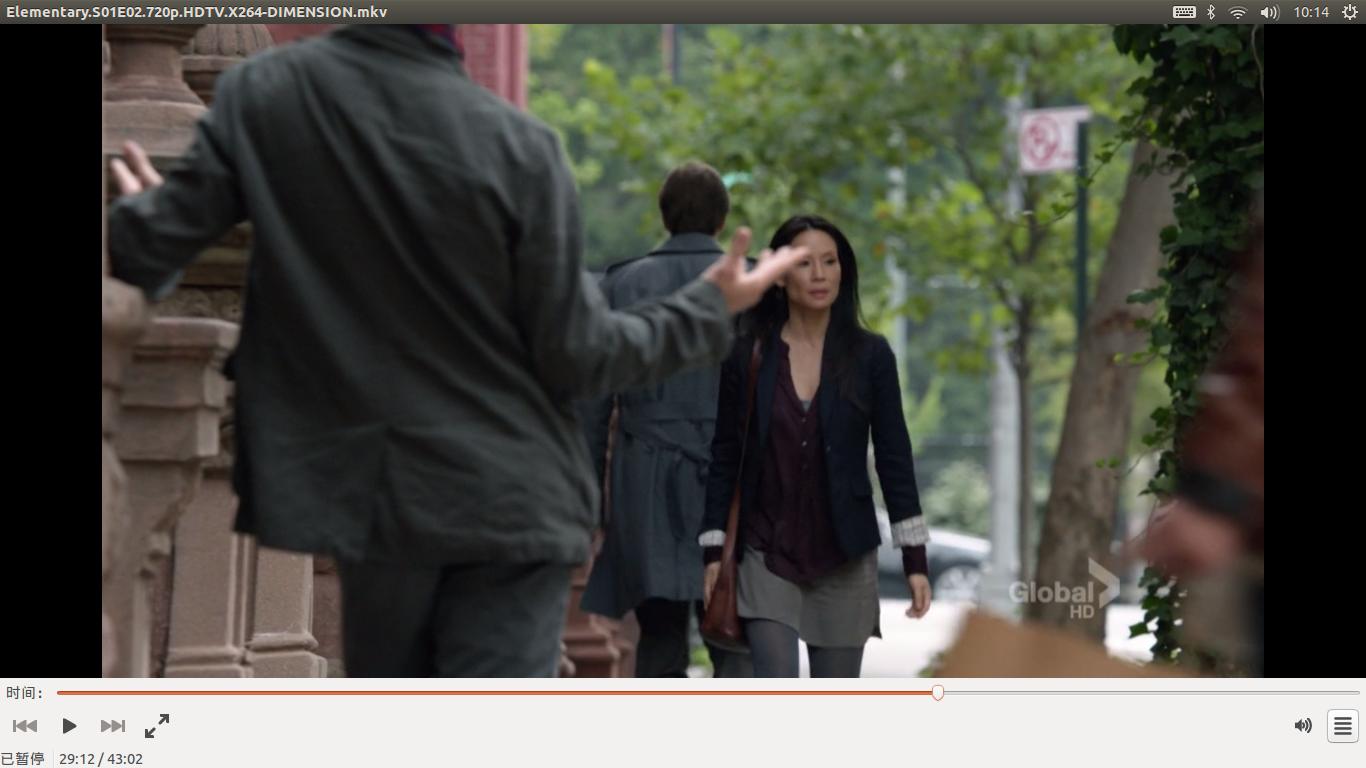 Elementary.S01E02.720p.HDTV.X264-DIMENSION.mkv
10:14
Global
HD
时间：
已暂停
29:12 / 43:02